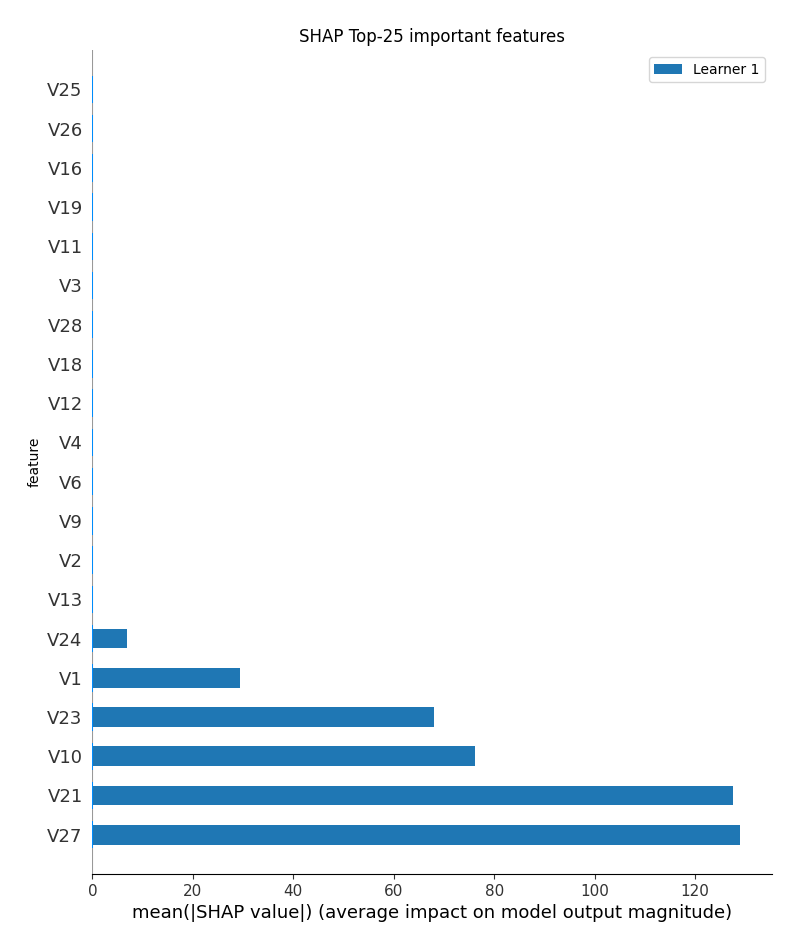 SHAP Top-25 important features
Learner 1
V25
V26
V16
V19
V11
V3
V28
V18
V12
V4
V6
V9
V2
V13
V24
V1
V23
V10
V21
V27
feature
0 20 40 60 80 100 120
mean(|SHAP value|) (average impact on model output magnitude)